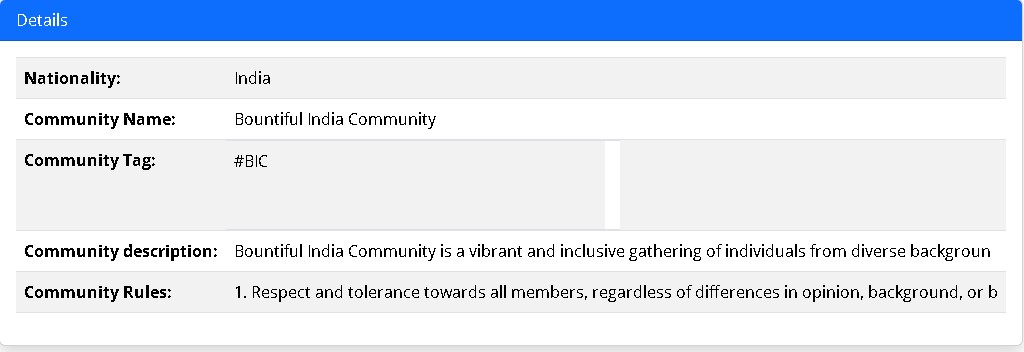 Details
Nationality: India
Community Name: Bountiful India Community
Community Tag: #BIC
Community description: Bountiful India Community is a vibrant and inclusive gathering of individuals from diverse backgroun
Community Rules: 1. Respect and tolerance towards all members, regardless of differences in opinion, background, or b